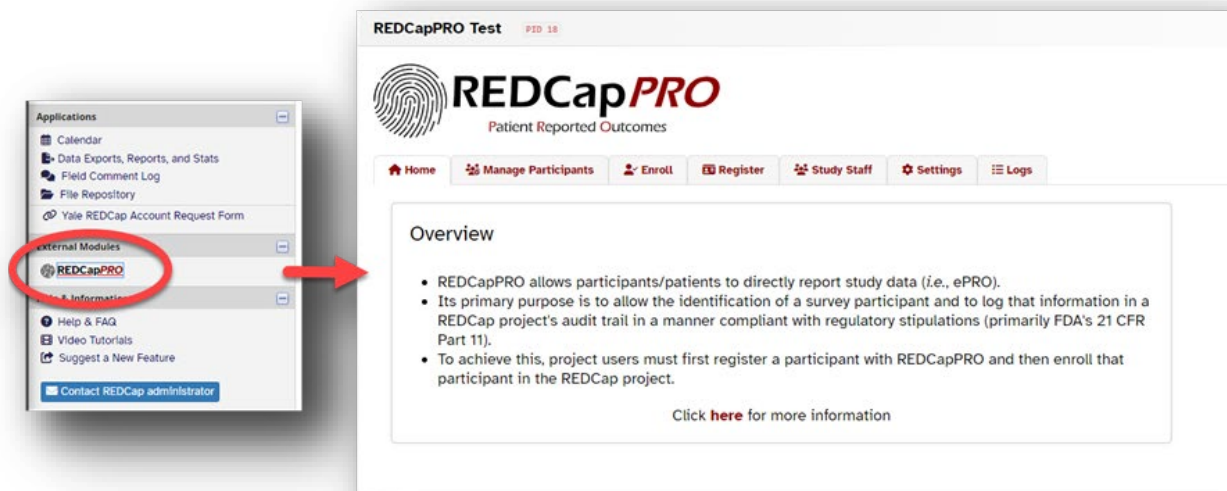 Applications
Calendar
Data Exports, Reports, and Stats
Field Comment Log
File Repository
Yale REDCap Account Request Form
External Modules
REDCapPRO
Help & Information
Help & FAQ
Video Tutorials
Suggest a New Feature
Contact REDCap administrator
REDCapPRO Test PID 18
REDCapPRO
Patient Reported Outcomes
Home Manage Participants Enroll Register Study Staff Settings Logs
Overview
REDCapPRO allows participants/patients to directly report study data (i.e., ePRO).
Its primary purpose is to allow the identification of a survey participant and to log that information in a
REDCap project's audit trail in a manner compliant with regulatory stipulations (primarily FDA's 21 CFR
Part 11).
To achieve this, project users must first register a participant with REDCapPRO and then enroll that
participant in the REDCap project.
Click here for more information